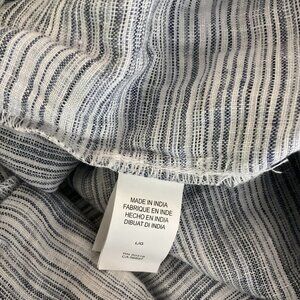 MADE IN INDIA
FABRIQUE EN INDE
HECHO EN INDIA
DIBUAT DI INDIA
L/G